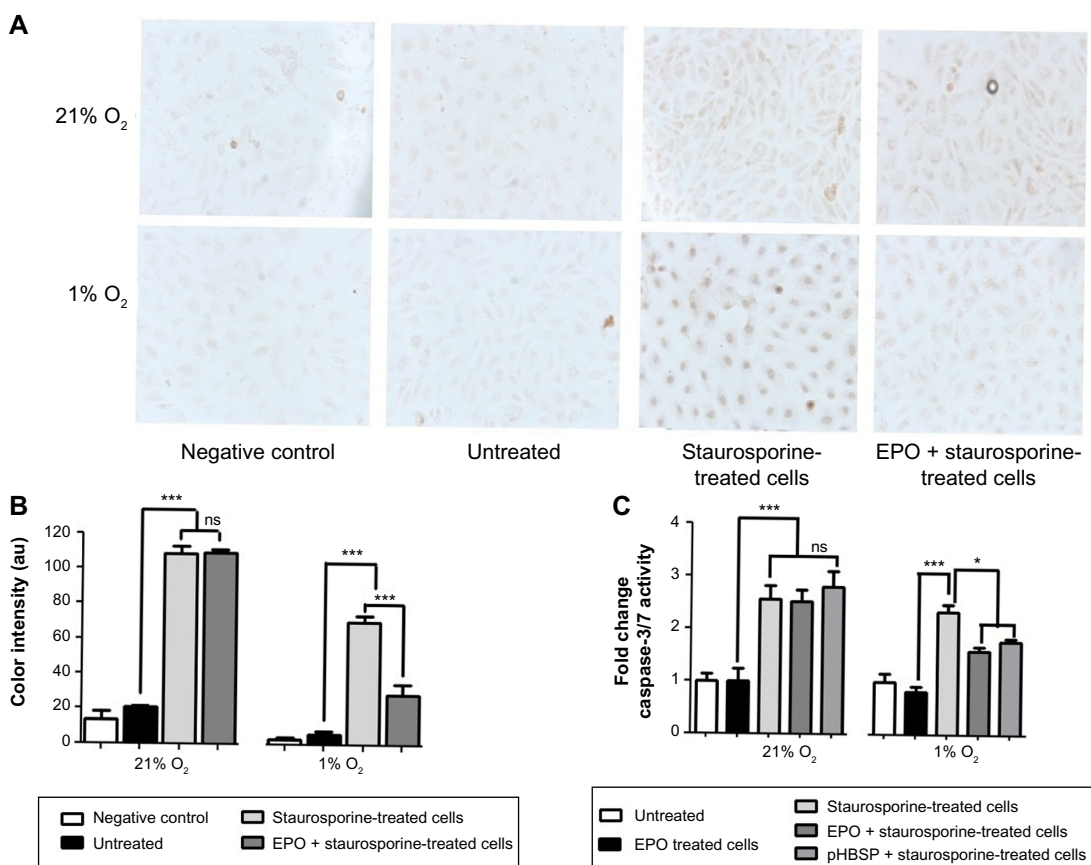 A
21% O2
1% O2
Negative control
Untreated
Staurosporine-
treated cells
EPO + staurosporine-
treated cells
B
Color intensity (au)
120
100
80
60
40
20
0
***
ns
***
***
21% O2
1% O2
Negative control
Untreated
Staurosporine-treated cells
EPO + staurosporine-treated cells
C
Fold change
caspase-3/7 activity
4
3
2
1
0
***
ns
***
*
21% O2
1% O2
Untreated
EPO treated cells
Staurosporine-treated cells
EPO + staurosporine-treated cells
pHBSP + staurosporine-treated cells